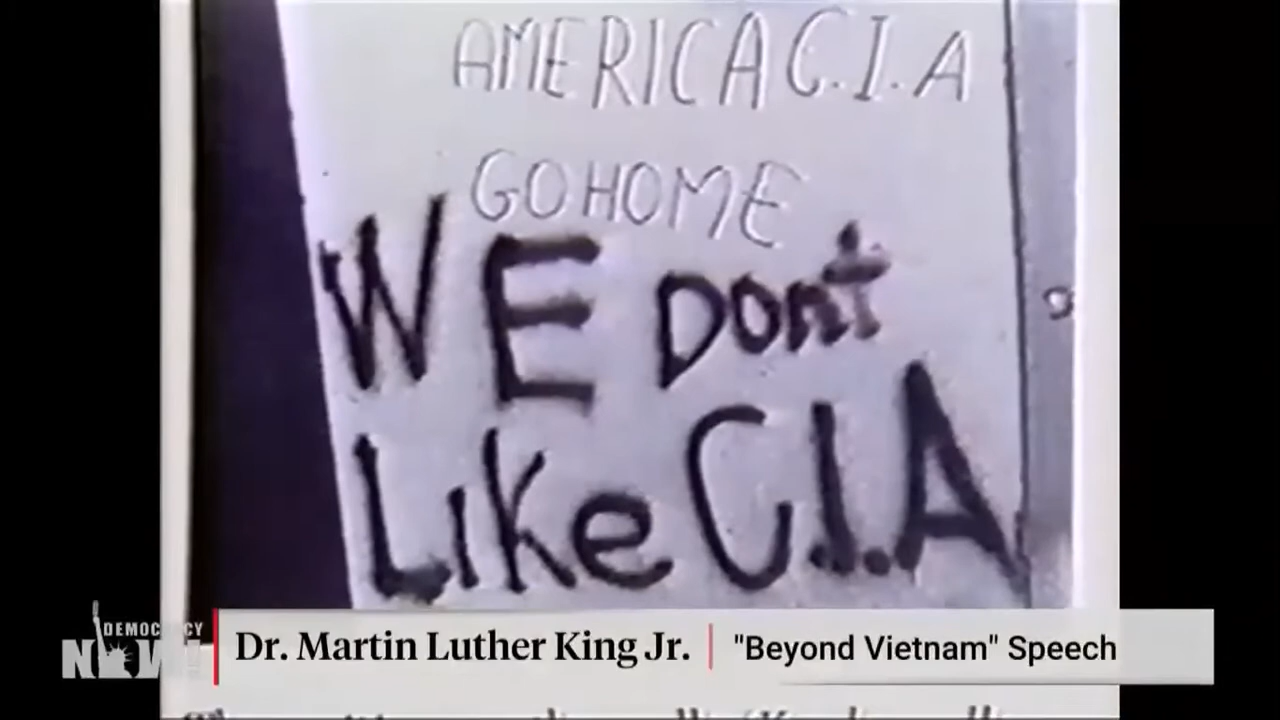 AMERICA C.I.A
GO HOME
WE Dont
Like C.I.A
DEMOCRACY
NOW!
Dr. Martin Luther King Jr. | "Beyond Vietnam" Speech